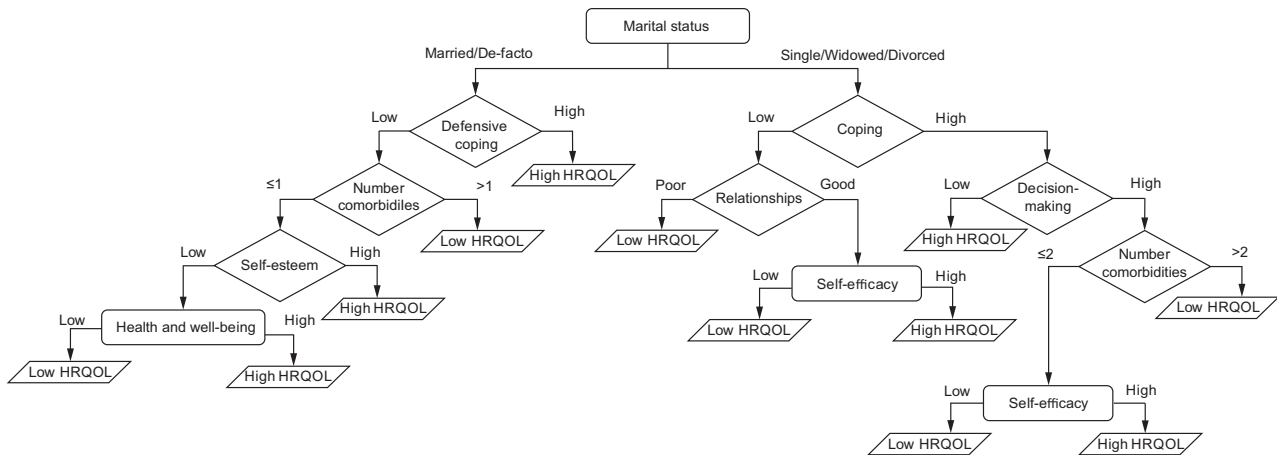 Marital status
Married/De-facto
Single/Widowed/Divorced
Low
Defensive
coping
High
Low
Coping
High
High HRQOL
≤1
Number
comorbidiles
>1
Poor
Relationships
Good
Low
Decision-
making
High
Low HRQOL
Low HRQOL
High HRQOL
Low
Self-esteem
High
≤2
Number
comorbidities
>2
High HRQOL
Low
Self-efficacy
High
Low HRQOL
Low
Health and well-being
High
Low HRQOL
High HRQOL
Low HRQOL
High HRQOL
Low
Self-efficacy
High
Low HRQOL
High HRQOL